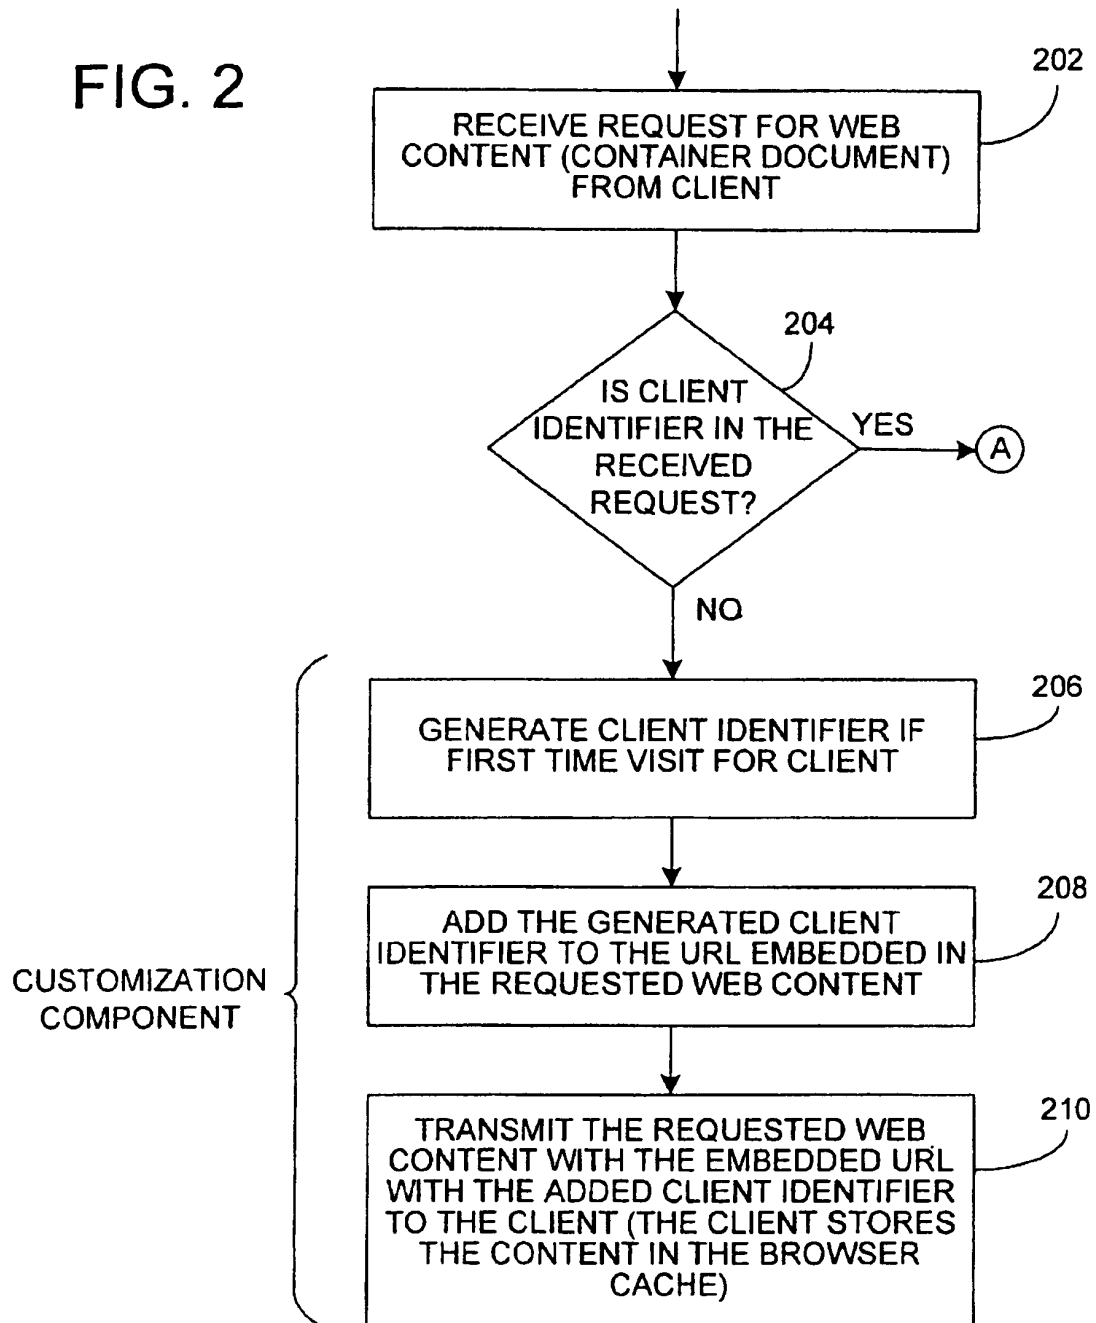 FIG. 2
202
RECEIVE REQUEST FOR WEB
CONTENT (CONTAINER DOCUMENT)
FROM CLIENT
204
IS CLIENT
IDENTIFIER IN THE
RECEIVED
REQUEST?
YES
A
NO
206
GENERATE CLIENT IDENTIFIER IF
FIRST TIME VISIT FOR CLIENT
208
ADD THE GENERATED CLIENT
IDENTIFIER TO THE URL EMBEDDED IN
THE REQUESTED WEB CONTENT
CUSTOMIZATION
COMPONENT
210
TRANSMIT THE REQUESTED WEB
CONTENT WITH THE EMBEDDED URL
WITH THE ADDED CLIENT IDENTIFIER
TO THE CLIENT (THE CLIENT STORES
THE CONTENT IN THE BROWSER
CACHE)